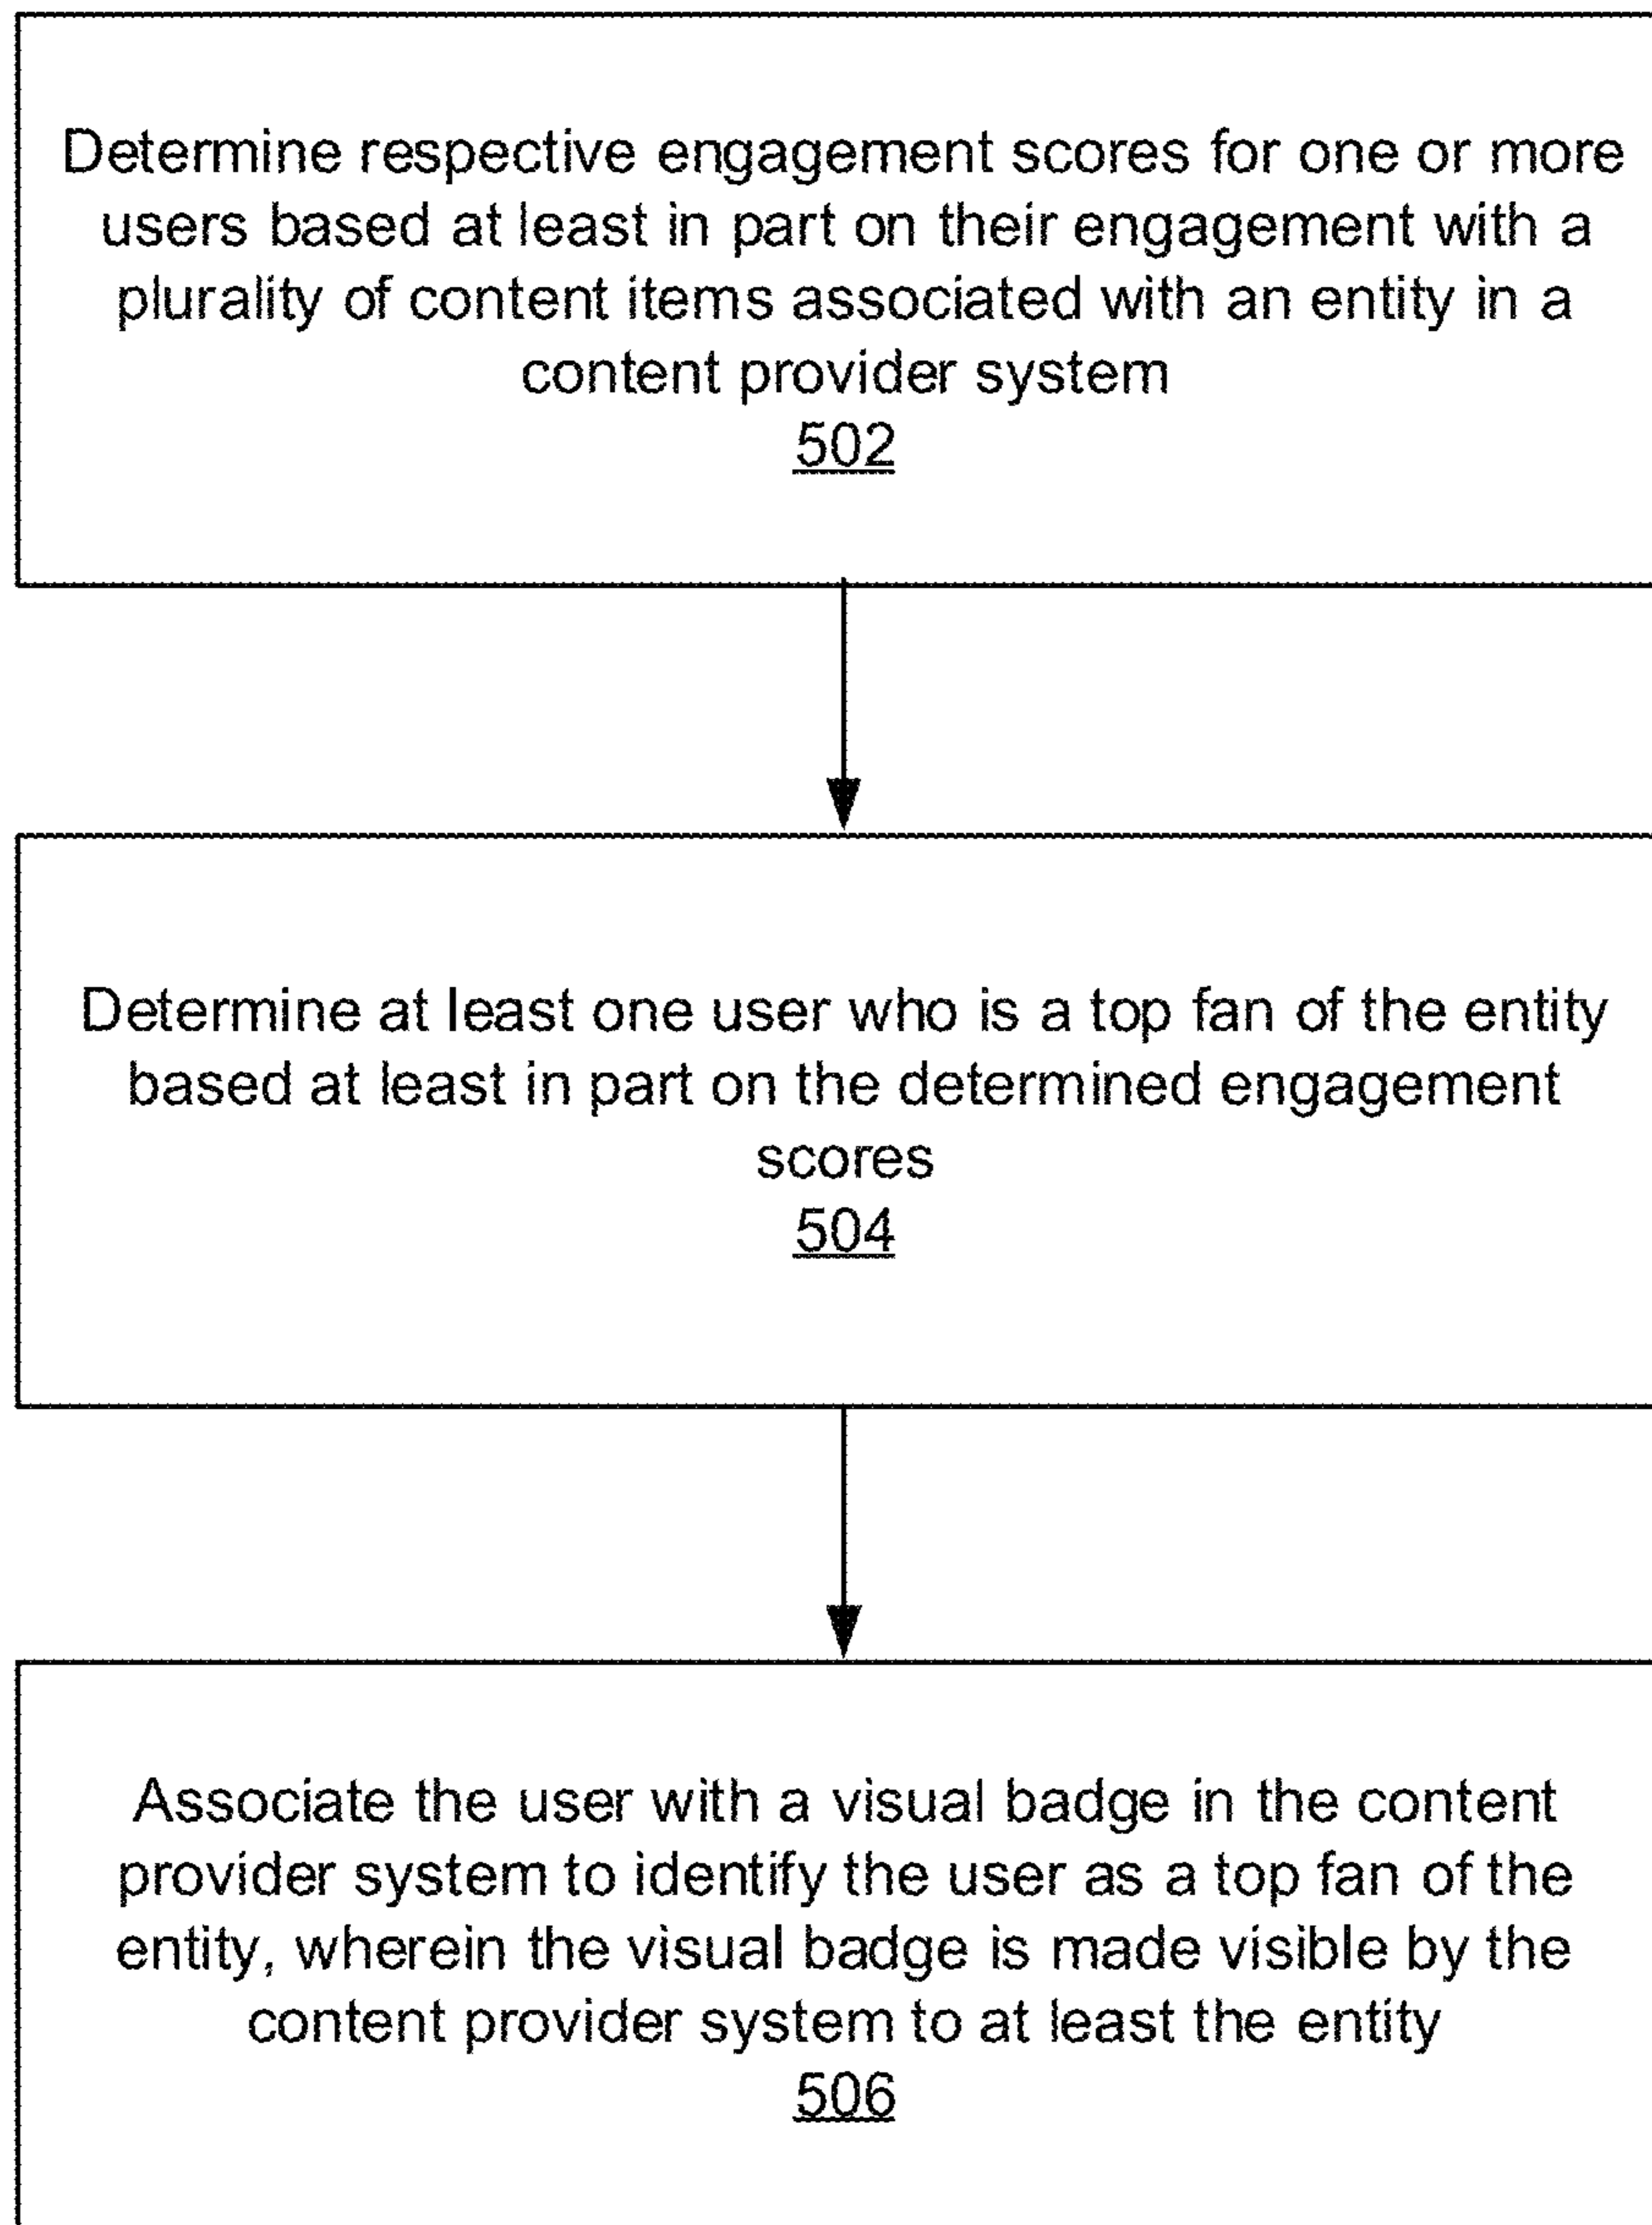 Determine respective engagement scores for one or more
users based at least in part on their engagement with a
plurality of content items associated with an entity in a
content provider system
502
Determine at least one user who is a top fan of the entity
based at least in part on the determined engagement
scores
504
Associate the user with a visual badge in the content
provider system to identify the user as a top fan of the
entity, wherein the visual badge is made visible by the
content provider system to at least the entity
506